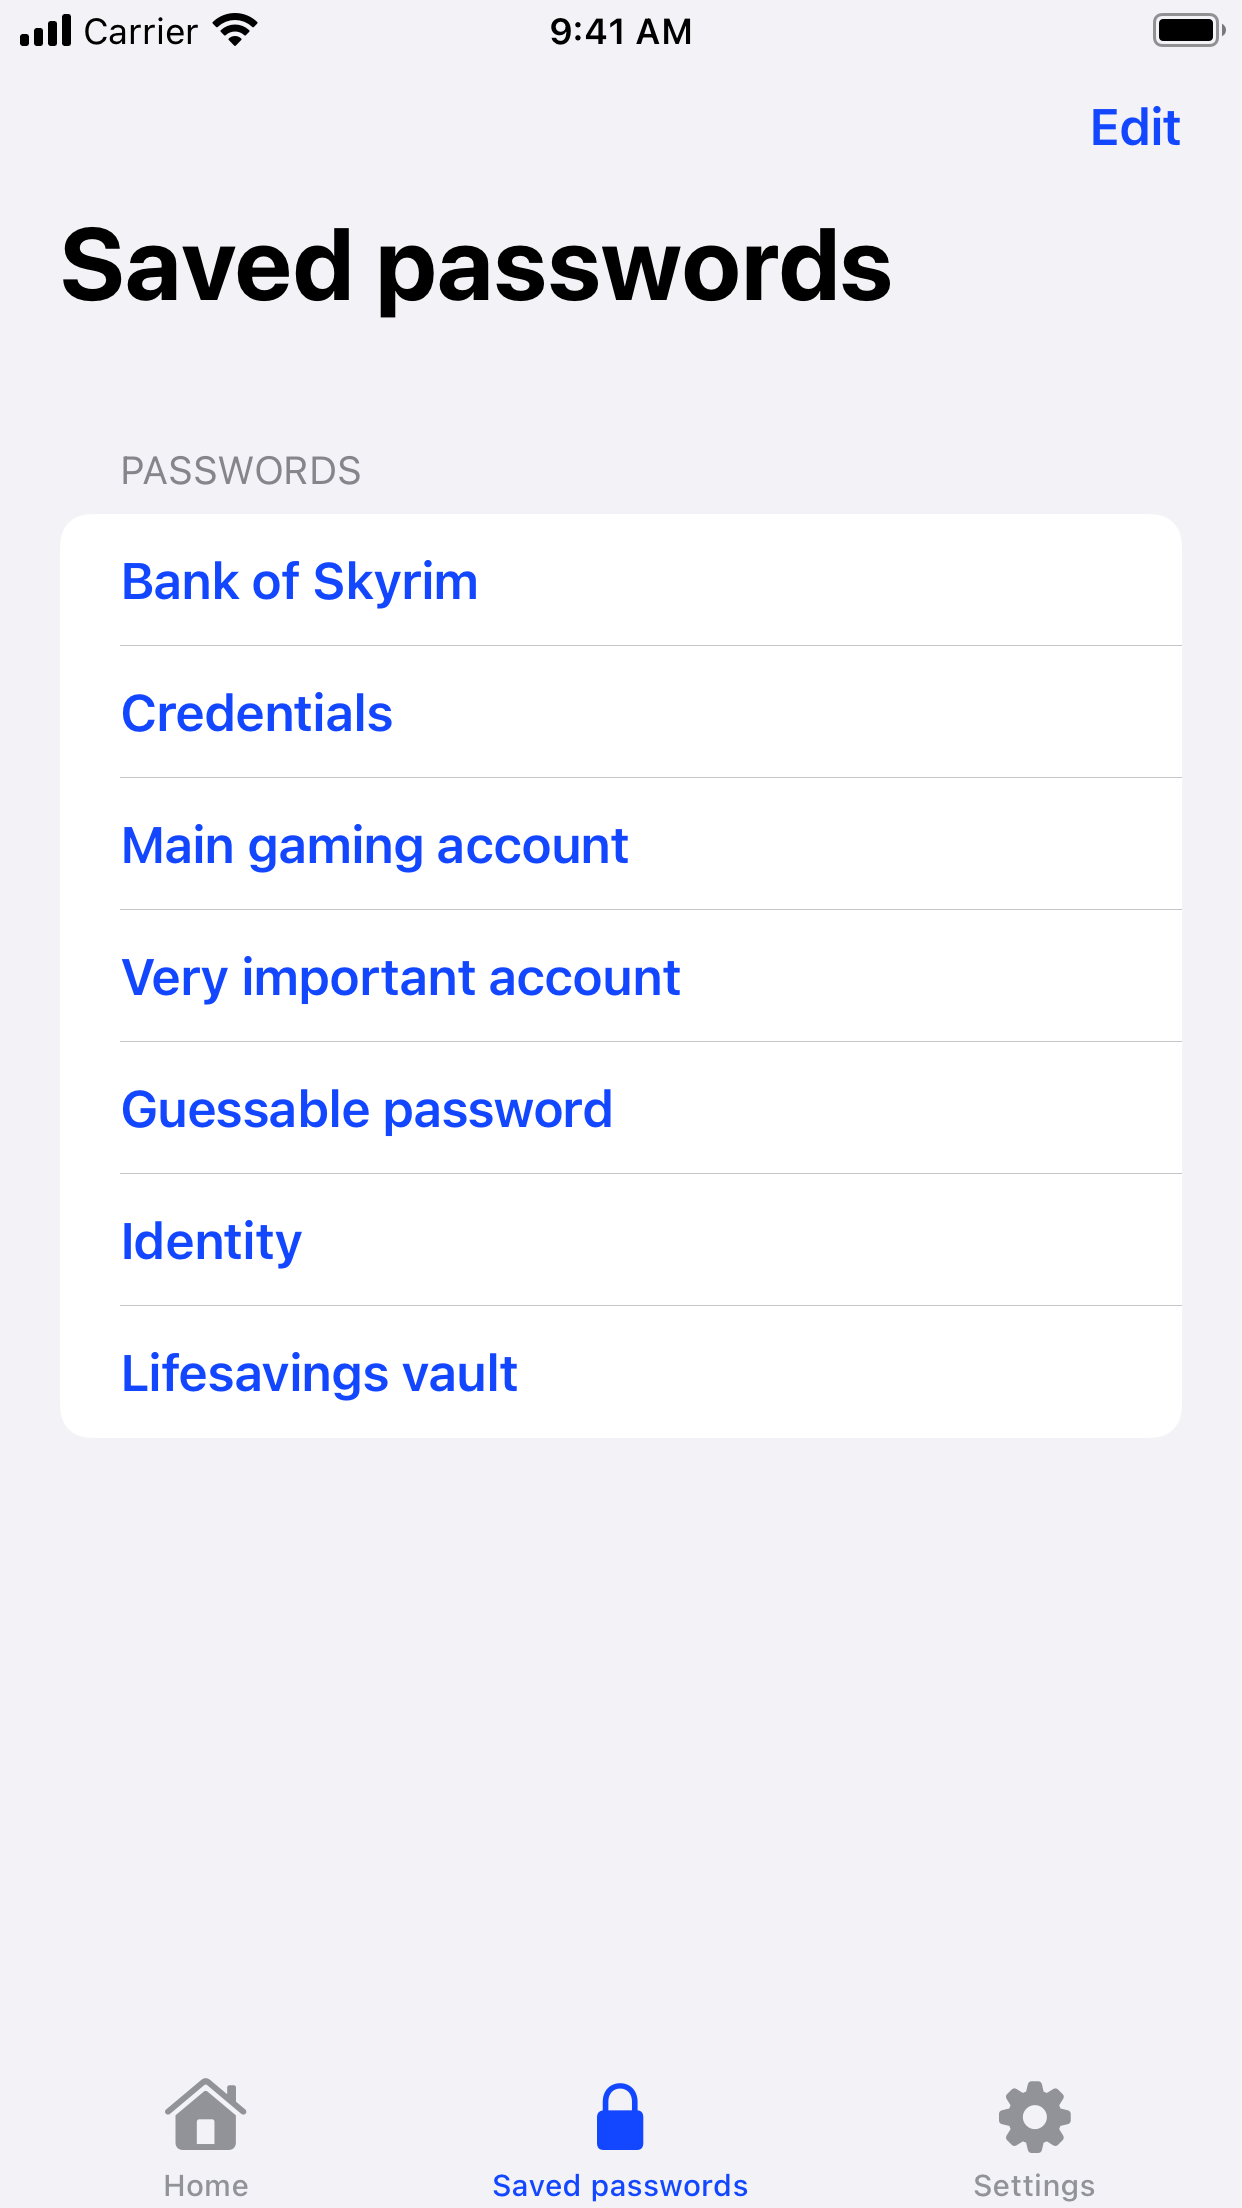 Carrier 9:41 AM
Edit
Saved passwords
PASSWORDS
Bank of Skyrim
Credentials
Main gaming account
Very important account
Guessable password
Identity
Lifesavings vault
Home Saved passwords Settings